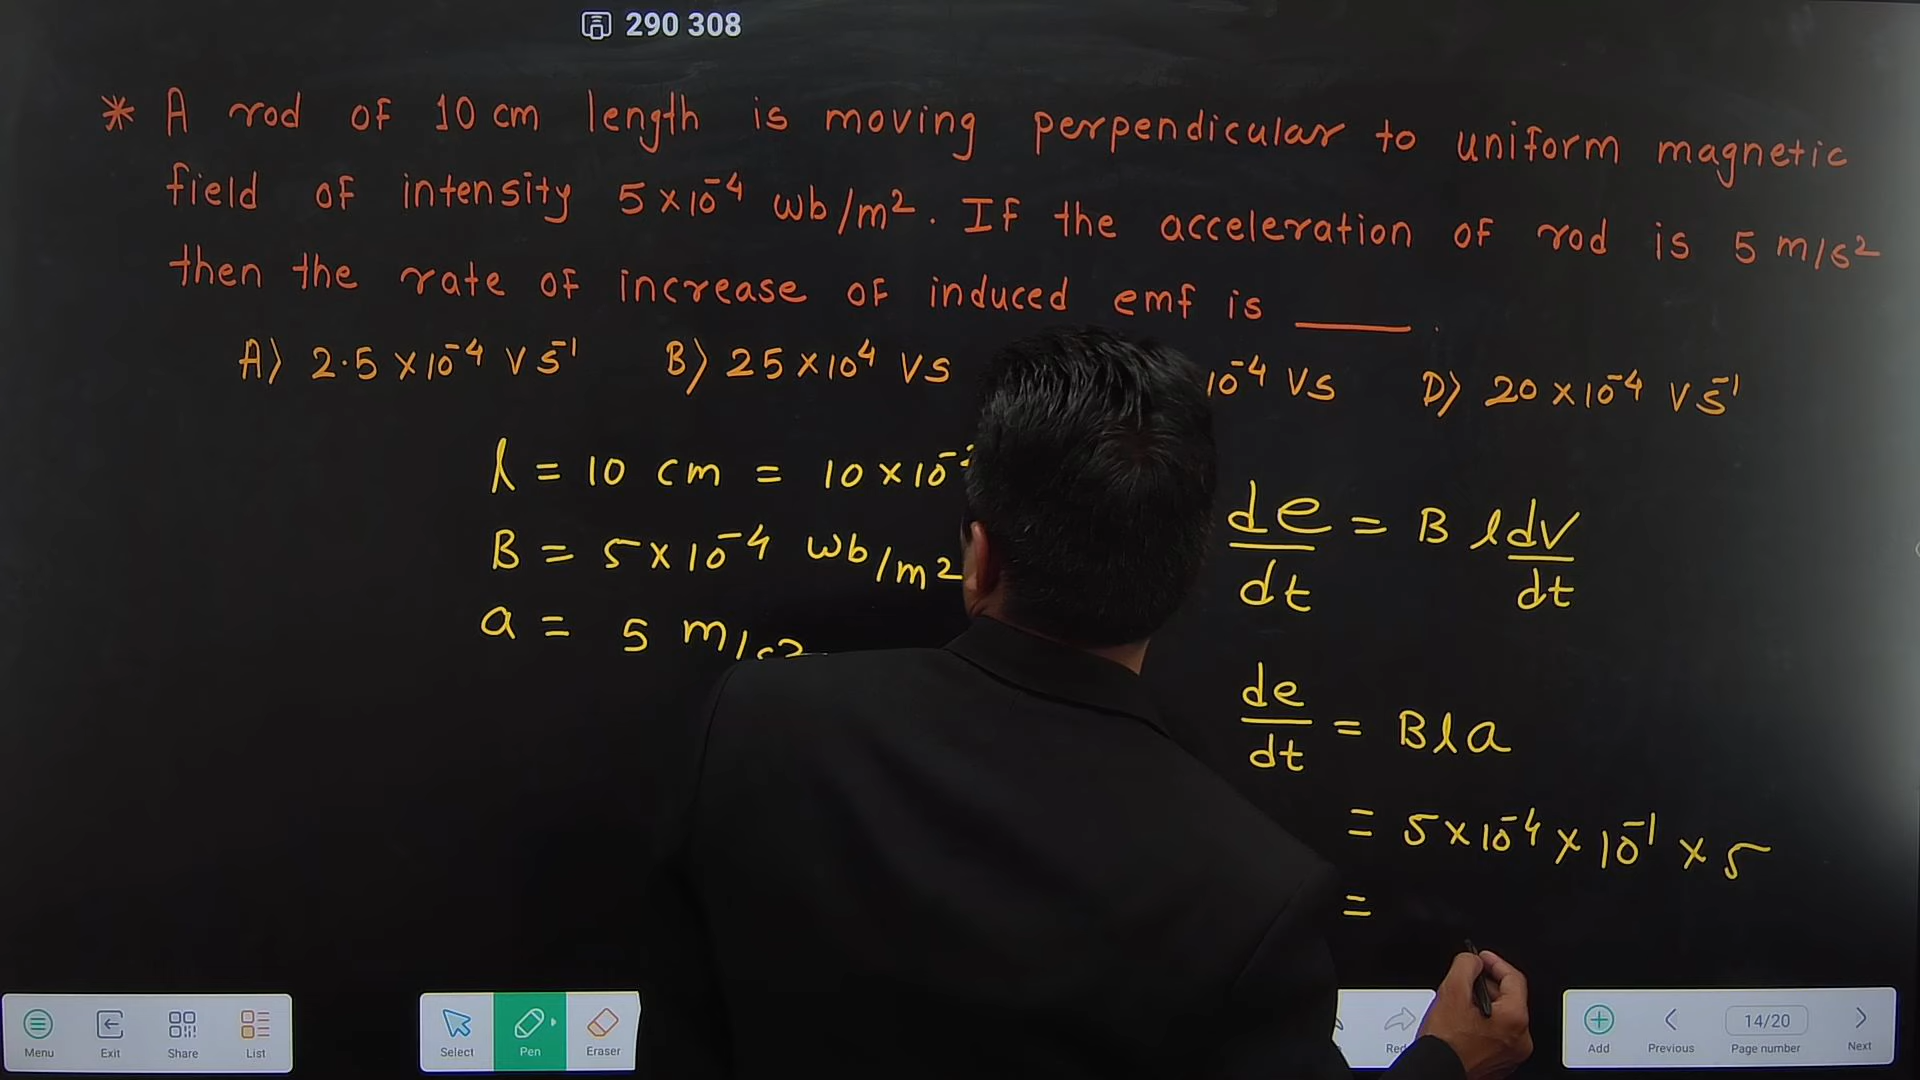 290 308
* A rod of 10 cm length is moving perpendicular to uniform magnetic
field of intensity 5×10⁻⁴ wb/m². If the acceleration of rod is 5 m/s²
then the rate of increase of induced emf is ____.
A) 2.5×10⁻⁴ V s⁻¹ B) 25×10⁴ Vs 10⁻⁴ Vs D) 20×10⁻⁴ V s⁻¹
l = 10 cm = 10×10⁻
B = 5×10⁻⁴ wb/m²
a = 5 m/s²
de/dt = B l dv/dt
de/dt = Bla
= 5×10⁻⁴ × 10⁻¹ × 5
=
Menu Exit Share List Select Pen Eraser Add Previous 14/20 Page number Next